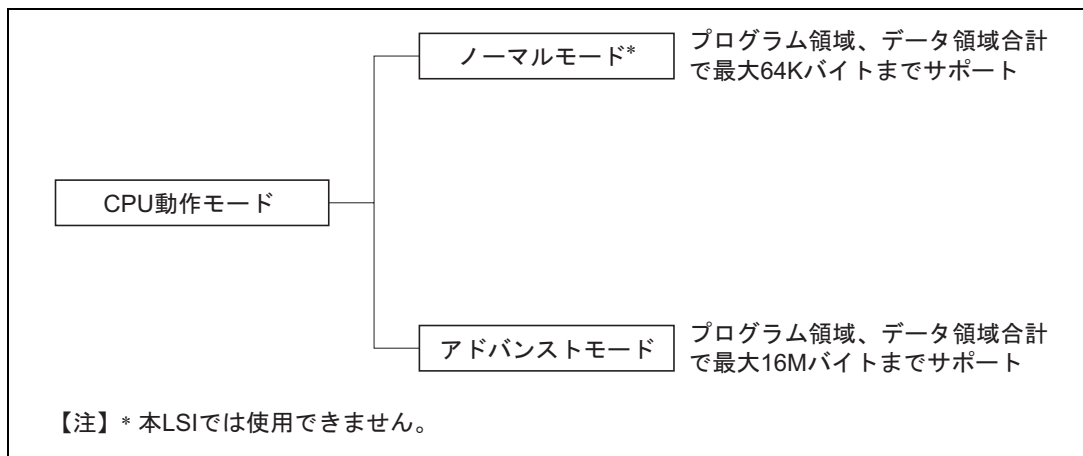 ノーマルモード*
プログラム領域、データ領域合計
で最大64Kバイトまでサポート
CPU動作モード
アドバンストモード
プログラム領域、データ領域合計
で最大16Mバイトまでサポート
【注】* 本LSIでは使用できません。